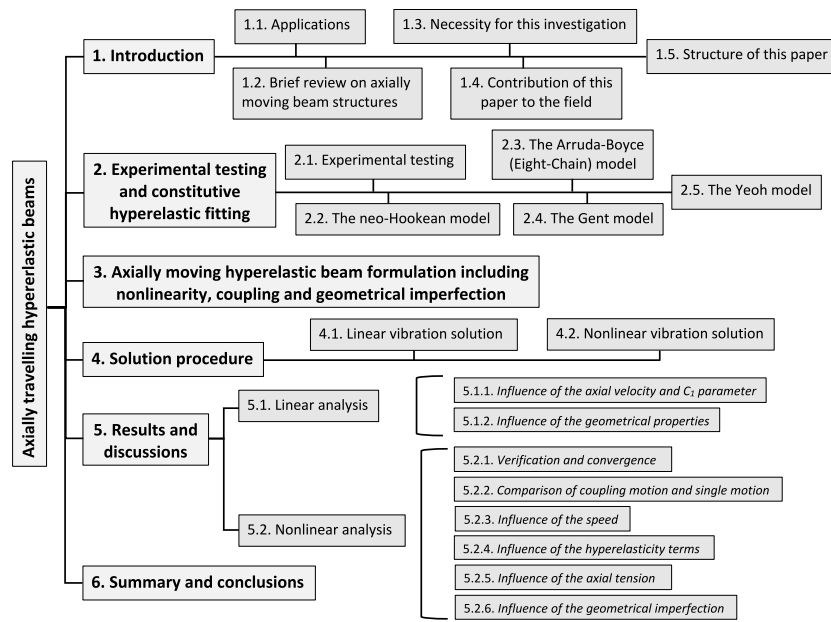 Axially travelling hypererlastic beams
1. Introduction
1.1. Applications
1.2. Brief review on axially
moving beam structures
1.3. Necessity for this investigation
1.4. Contribution of this
paper to the field
1.5. Structure of this paper
2. Experimental testing
and constitutive
hyperelastic fitting
2.1. Experimental testing
2.2. The neo-Hookean model
2.3. The Arruda-Boyce
(Eight-Chain) model
2.4. The Gent model
2.5. The Yeoh model
3. Axially moving hyperelastic beam formulation including
nonlinearity, coupling and geometrical imperfection
4. Solution procedure
4.1. Linear vibration solution
4.2. Nonlinear vibration solution
5. Results and
discussions
5.1. Linear analysis
5.1.1. Influence of the axial velocity and C₁ parameter
5.1.2. Influence of the geometrical properties
5.2. Nonlinear analysis
5.2.1. Verification and convergence
5.2.2. Comparison of coupling motion and single motion
5.2.3. Influence of the speed
5.2.4. Influence of the hyperelasticity terms
5.2.5. Influence of the axial tension
5.2.6. Influence of the geometrical imperfection
6. Summary and conclusions